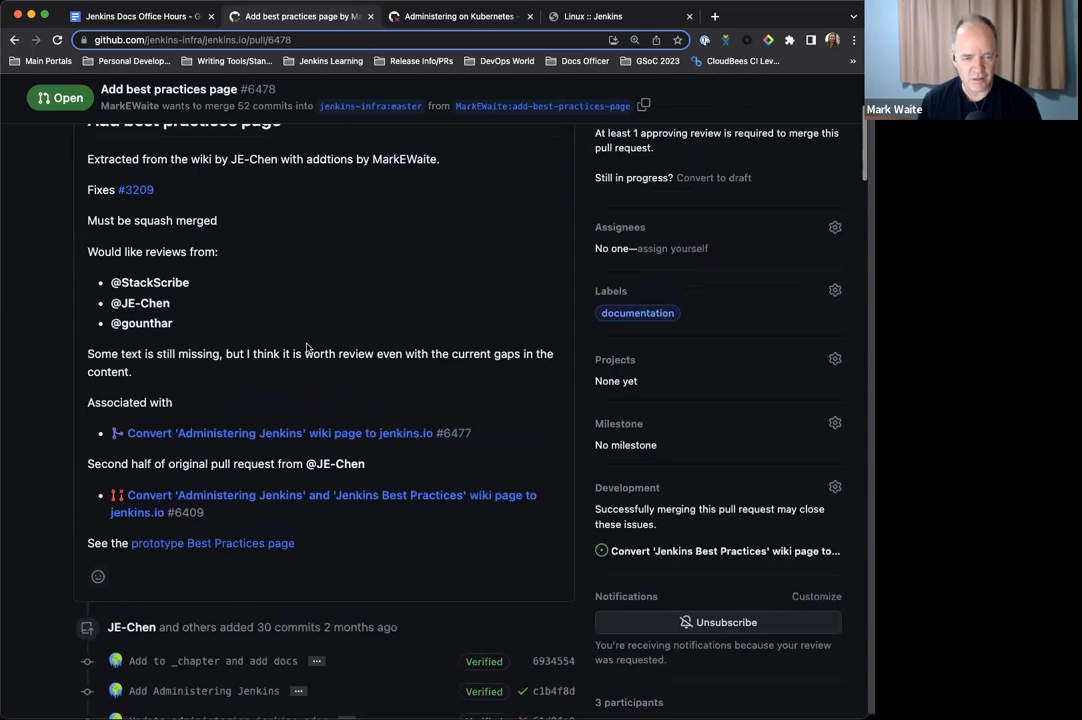 Jenkins Docs Office Hours - G
Add best practices page by Ma
Administering on Kubernetes -
Linux :: Jenkins
github.com/jenkins-infra/jenkins.io/pull/6478
Main Portals
Personal Develop...
Writing Tools/Stan...
Jenkins Learning
Release Info/PRs
DevOps World
Docs Officer
GSoC 2023
CloudBees CI Lev...
»
Mark Waite
Open
Add best practices page #6478
MarkEWaite wants to merge 52 commits into jenkins-infra:master from MarkEWaite:add-best-practices-page
Add best practices page
Extracted from the wiki by JE-Chen with addtions by MarkEWaite.
Fixes #3209
Must be squash merged
Would like reviews from:
• @StackScribe
• @JE-Chen
• @gounthar
Some text is still missing, but I think it is worth review even with the current gaps in the
content.
Associated with
• Convert 'Administering Jenkins' wiki page to jenkins.io #6477
Second half of original pull request from @JE-Chen
• Convert 'Administering Jenkins' and 'Jenkins Best Practices' wiki page to
jenkins.io #6409
See the prototype Best Practices page
JE-Chen and others added 30 commits 2 months ago
Add to _chapter and add docs ... Verified 6934554
Add Administering Jenkins ... Verified c1b4f8d
At least 1 approving review is required to merge this
pull request.
Still in progress? Convert to draft
Assignees
No one—assign yourself
Labels
documentation
Projects
None yet
Milestone
No milestone
Development
Successfully merging this pull request may close
these issues.
Convert 'Jenkins Best Practices' wiki page to...
Notifications
Customize
Unsubscribe
You're receiving notifications because your review
was requested.
3 participants